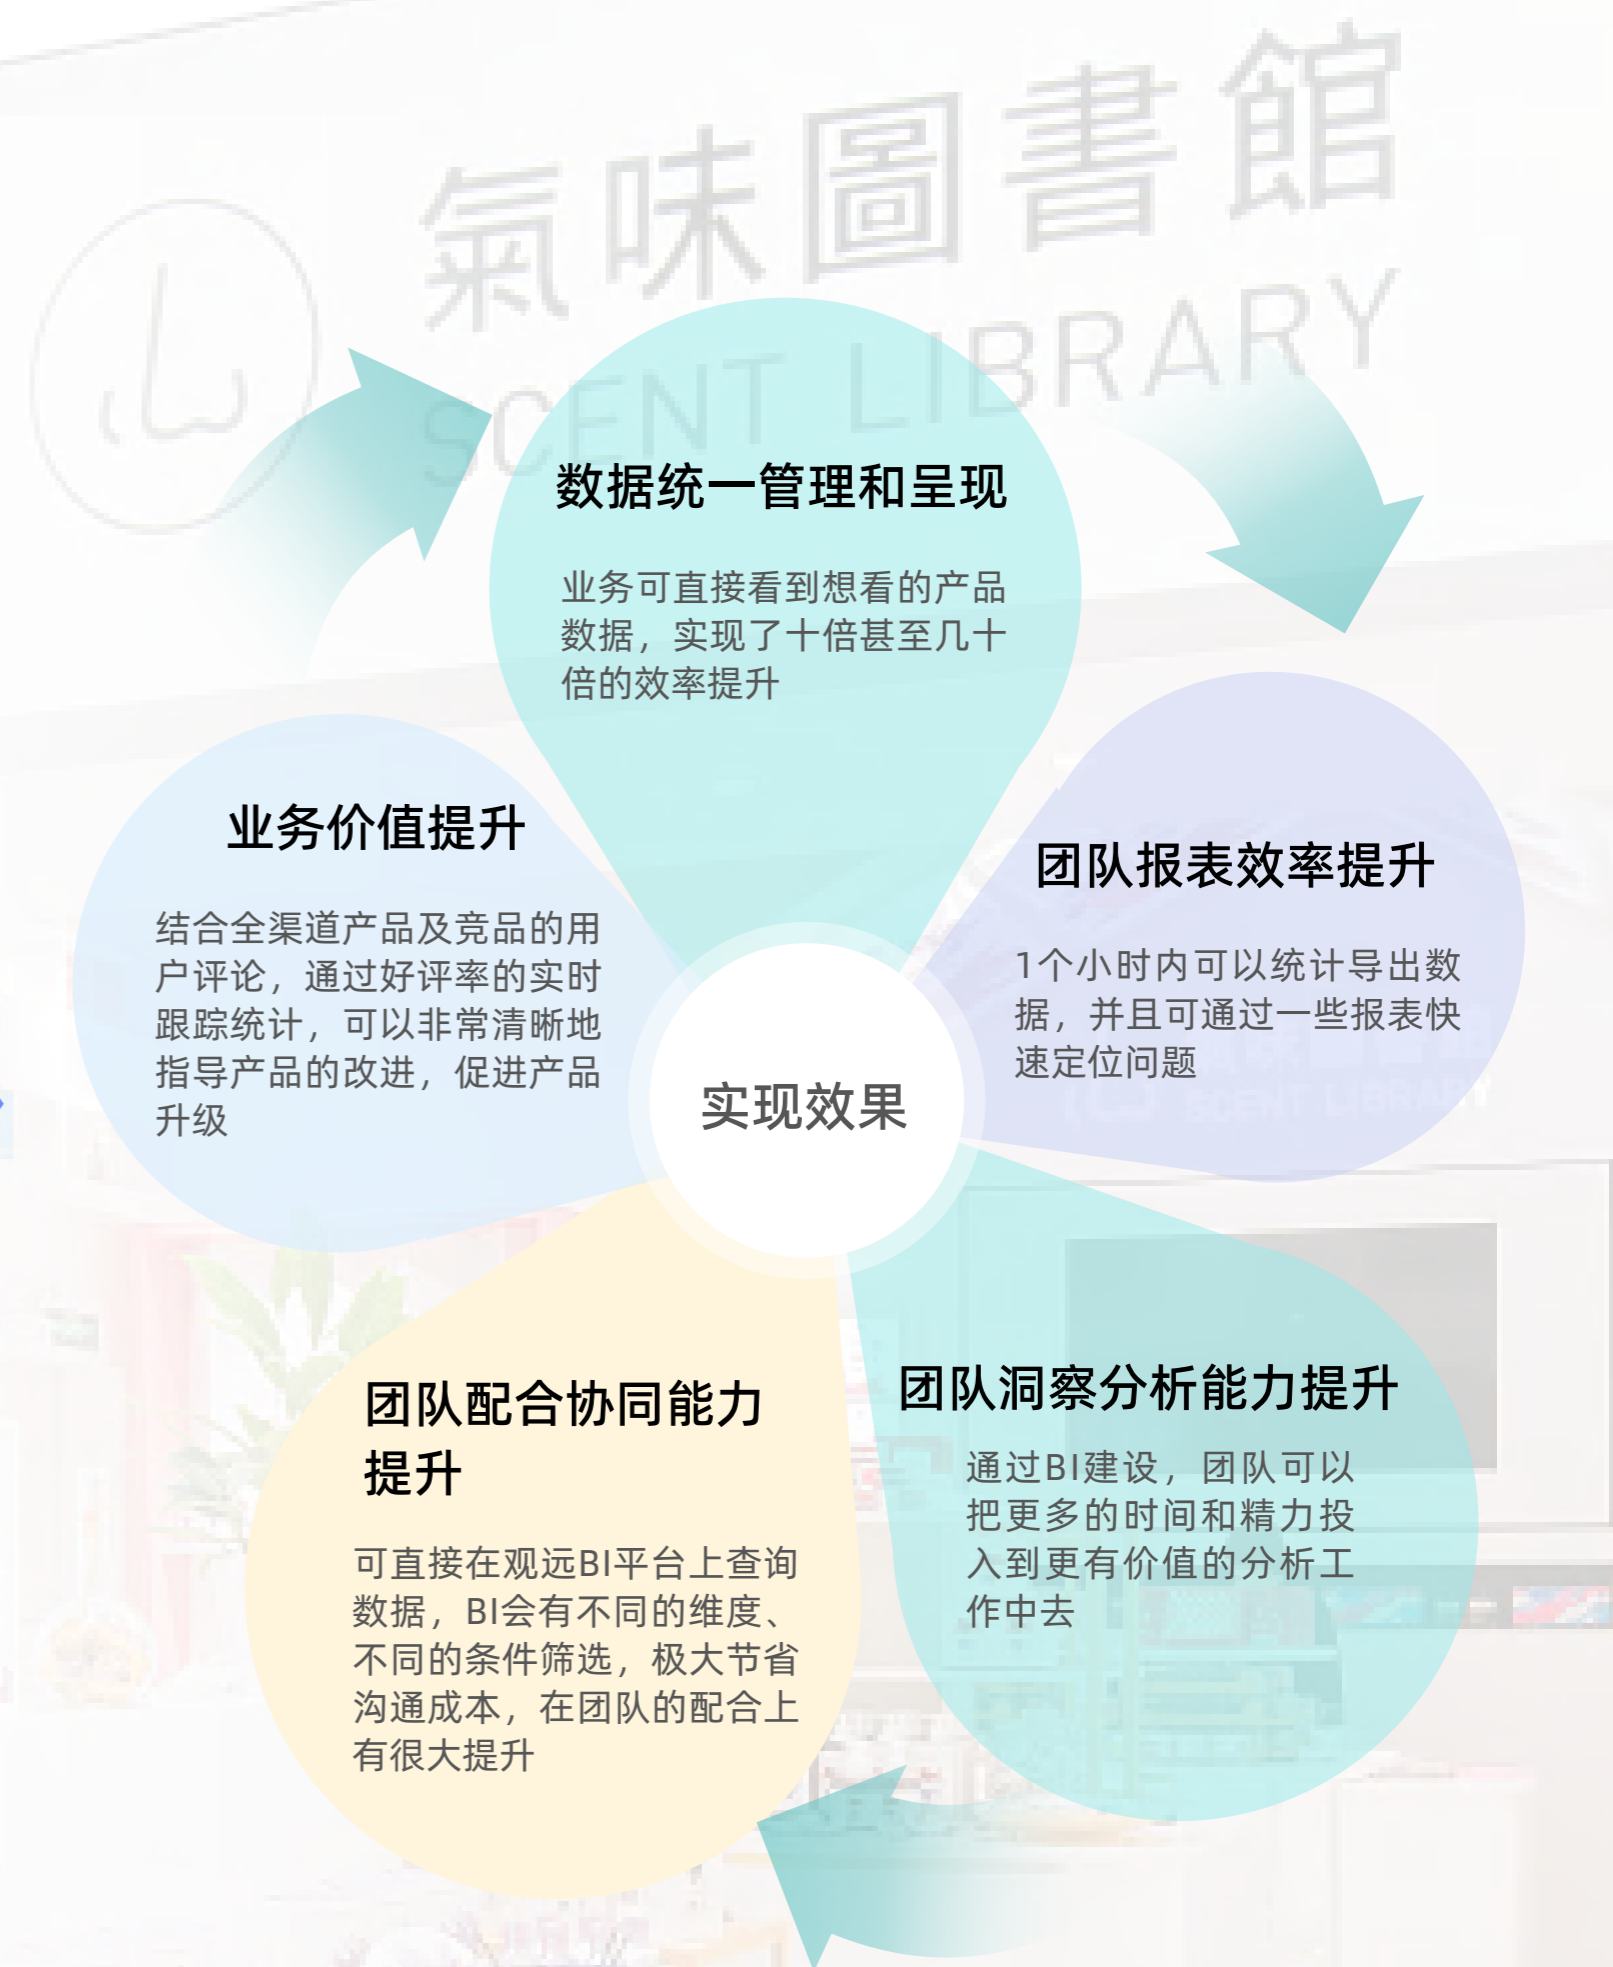 氣味圖書館
SCENT LIBRARY
数据统一管理和呈现
业务可直接看到想看的产品
数据，实现了十倍甚至几十
倍的效率提升
业务价值提升
结合全渠道产品及竞品的用
户评论，通过好评率的实时
跟踪统计，可以非常清晰地
指导产品的改进，促进产品
升级
团队报表效率提升
1个小时内可以统计导出数
据，并且可通过一些报表快
速定位问题
SCENT LIBRARY
实现效果
团队配合协同能力
提升
可直接在观远BI平台上查询
数据，BI会有不同的维度、
不同的条件筛选，极大节省
沟通成本，在团队的配合上
有很大提升
团队洞察分析能力提升
通过BI建设，团队可以
把更多的时间和精力投
入到更有价值的分析工
作中去